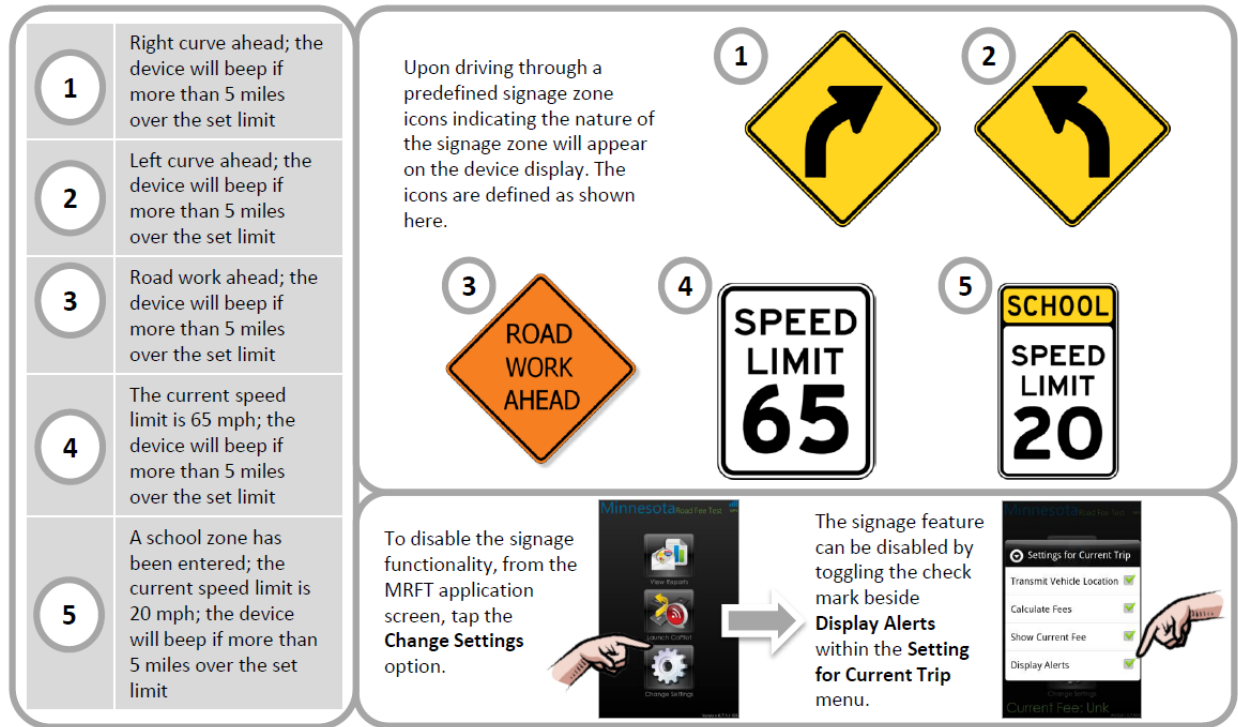 1
Right curve ahead; the
device will beep if
more than 5 miles
over the set limit
2
Left curve ahead; the
device will beep if
more than 5 miles
over the set limit
3
Road work ahead; the
device will beep if
more than 5 miles
over the set limit
4
The current speed
limit is 65 mph; the
device will beep if
more than 5 miles
over the set limit
5
A school zone has
been entered; the
current speed limit is
20 mph; the device
will beep if more than
5 miles over the set
limit
Upon driving through a
predefined signage zone
icons indicating the nature of
the signage zone will appear
on the device display. The
icons are defined as shown
here.
1
2
3
ROAD
WORK
AHEAD
4
SPEED
LIMIT
65
5
SCHOOL
SPEED
LIMIT
20
To disable the signage
functionality, from the
MRFT application
screen, tap the
Change Settings
option.
Minnesota Road Fee Test
View Reports
Launch CoPilot
Change Settings
The signage feature
can be disabled by
toggling the check
mark beside
Display Alerts
within the Setting
for Current Trip
menu.
Minnesota Road Fee Test
Settings for Current Trip
Transmit Vehicle Location
Calculate Fees
Show Current Fee
Display Alerts
Change Settings
Current Fee: Unk